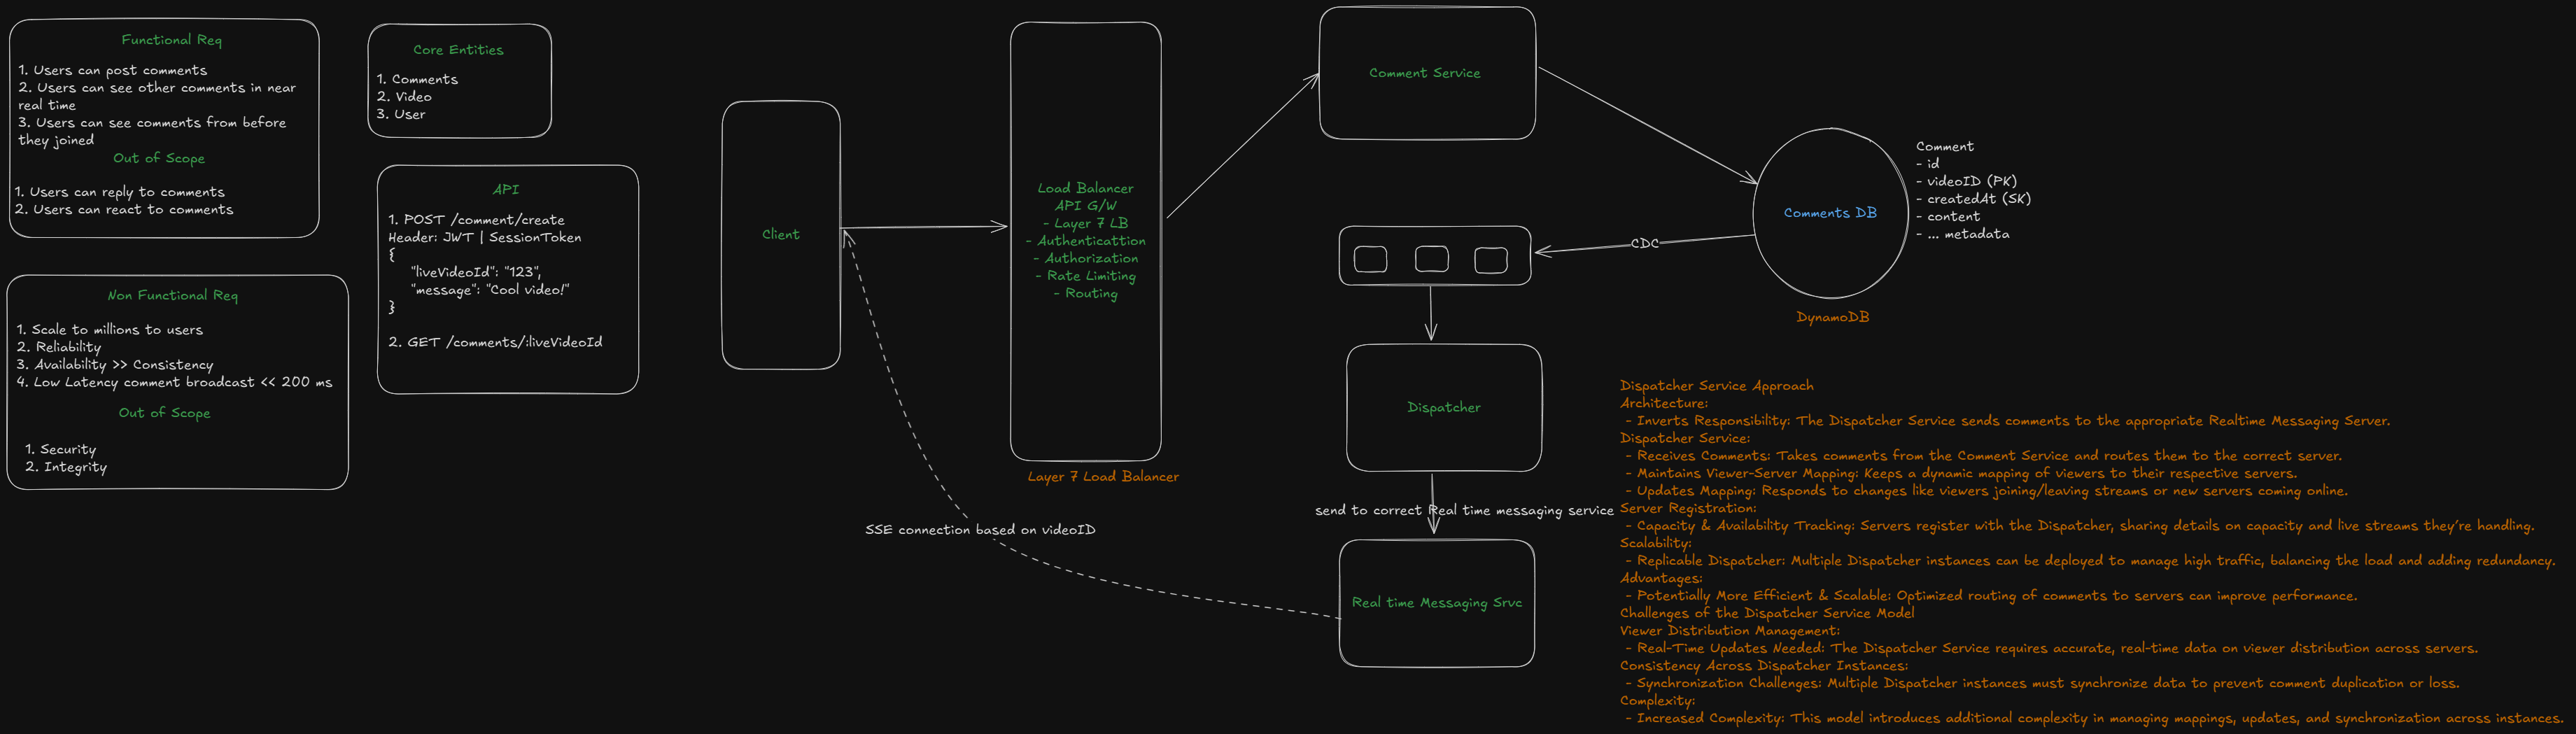 Functional Req
1. Users can post comments
2. Users can see other comments in near
real time
3. Users can see comments from before
they joined
Out of Scope
1. Users can reply to comments
2. Users can react to comments
Non Functional Req
1. Scale to millions to users
2. Reliability
3. Availability >> Consistency
4. Low Latency comment broadcast << 200 ms
Out of Scope
1. Security
2. Integrity
Core Entities
1. Comments
2. Video
3. User
API
1. POST /comment/create
Header: JWT | SessionToken
{
"liveVideoId": "123",
"message": "Cool video!"
}
2. GET /comments/:liveVideoId
Client
Load Balancer
API G/W
- Layer 7 LB
- Authenticattion
- Authorization
- Rate Limiting
- Routing
Layer 7 Load Balancer
SSE connection based on videoID
Comment Service
CDC
Dispatcher
send to correct Real time messaging service
Real time Messaging Srvc
Comments DB
DynamoDB
Comment
- id
- videoID (PK)
- createdAt (SK)
- content
- ... metadata
Dispatcher Service Approach
Architecture:
- Inverts Responsibility: The Dispatcher Service sends comments to the appropriate Realtime Messaging Server.
Dispatcher Service:
- Receives Comments: Takes comments from the Comment Service and routes them to the correct server.
- Maintains Viewer-Server Mapping: Keeps a dynamic mapping of viewers to their respective servers.
- Updates Mapping: Responds to changes like viewers joining/leaving streams or new servers coming online.
Server Registration:
- Capacity & Availability Tracking: Servers register with the Dispatcher, sharing details on capacity and live streams they're handling.
Scalability:
- Replicable Dispatcher: Multiple Dispatcher instances can be deployed to manage high traffic, balancing the load and adding redundancy.
Advantages:
- Potentially More Efficient & Scalable: Optimized routing of comments to servers can improve performance.
Challenges of the Dispatcher Service Model
Viewer Distribution Management:
- Real-Time Updates Needed: The Dispatcher Service requires accurate, real-time data on viewer distribution across servers.
Consistency Across Dispatcher Instances:
- Synchronization Challenges: Multiple Dispatcher instances must synchronize data to prevent comment duplication or loss.
Complexity:
- Increased Complexity: This model introduces additional complexity in managing mappings, updates, and synchronization across instances.